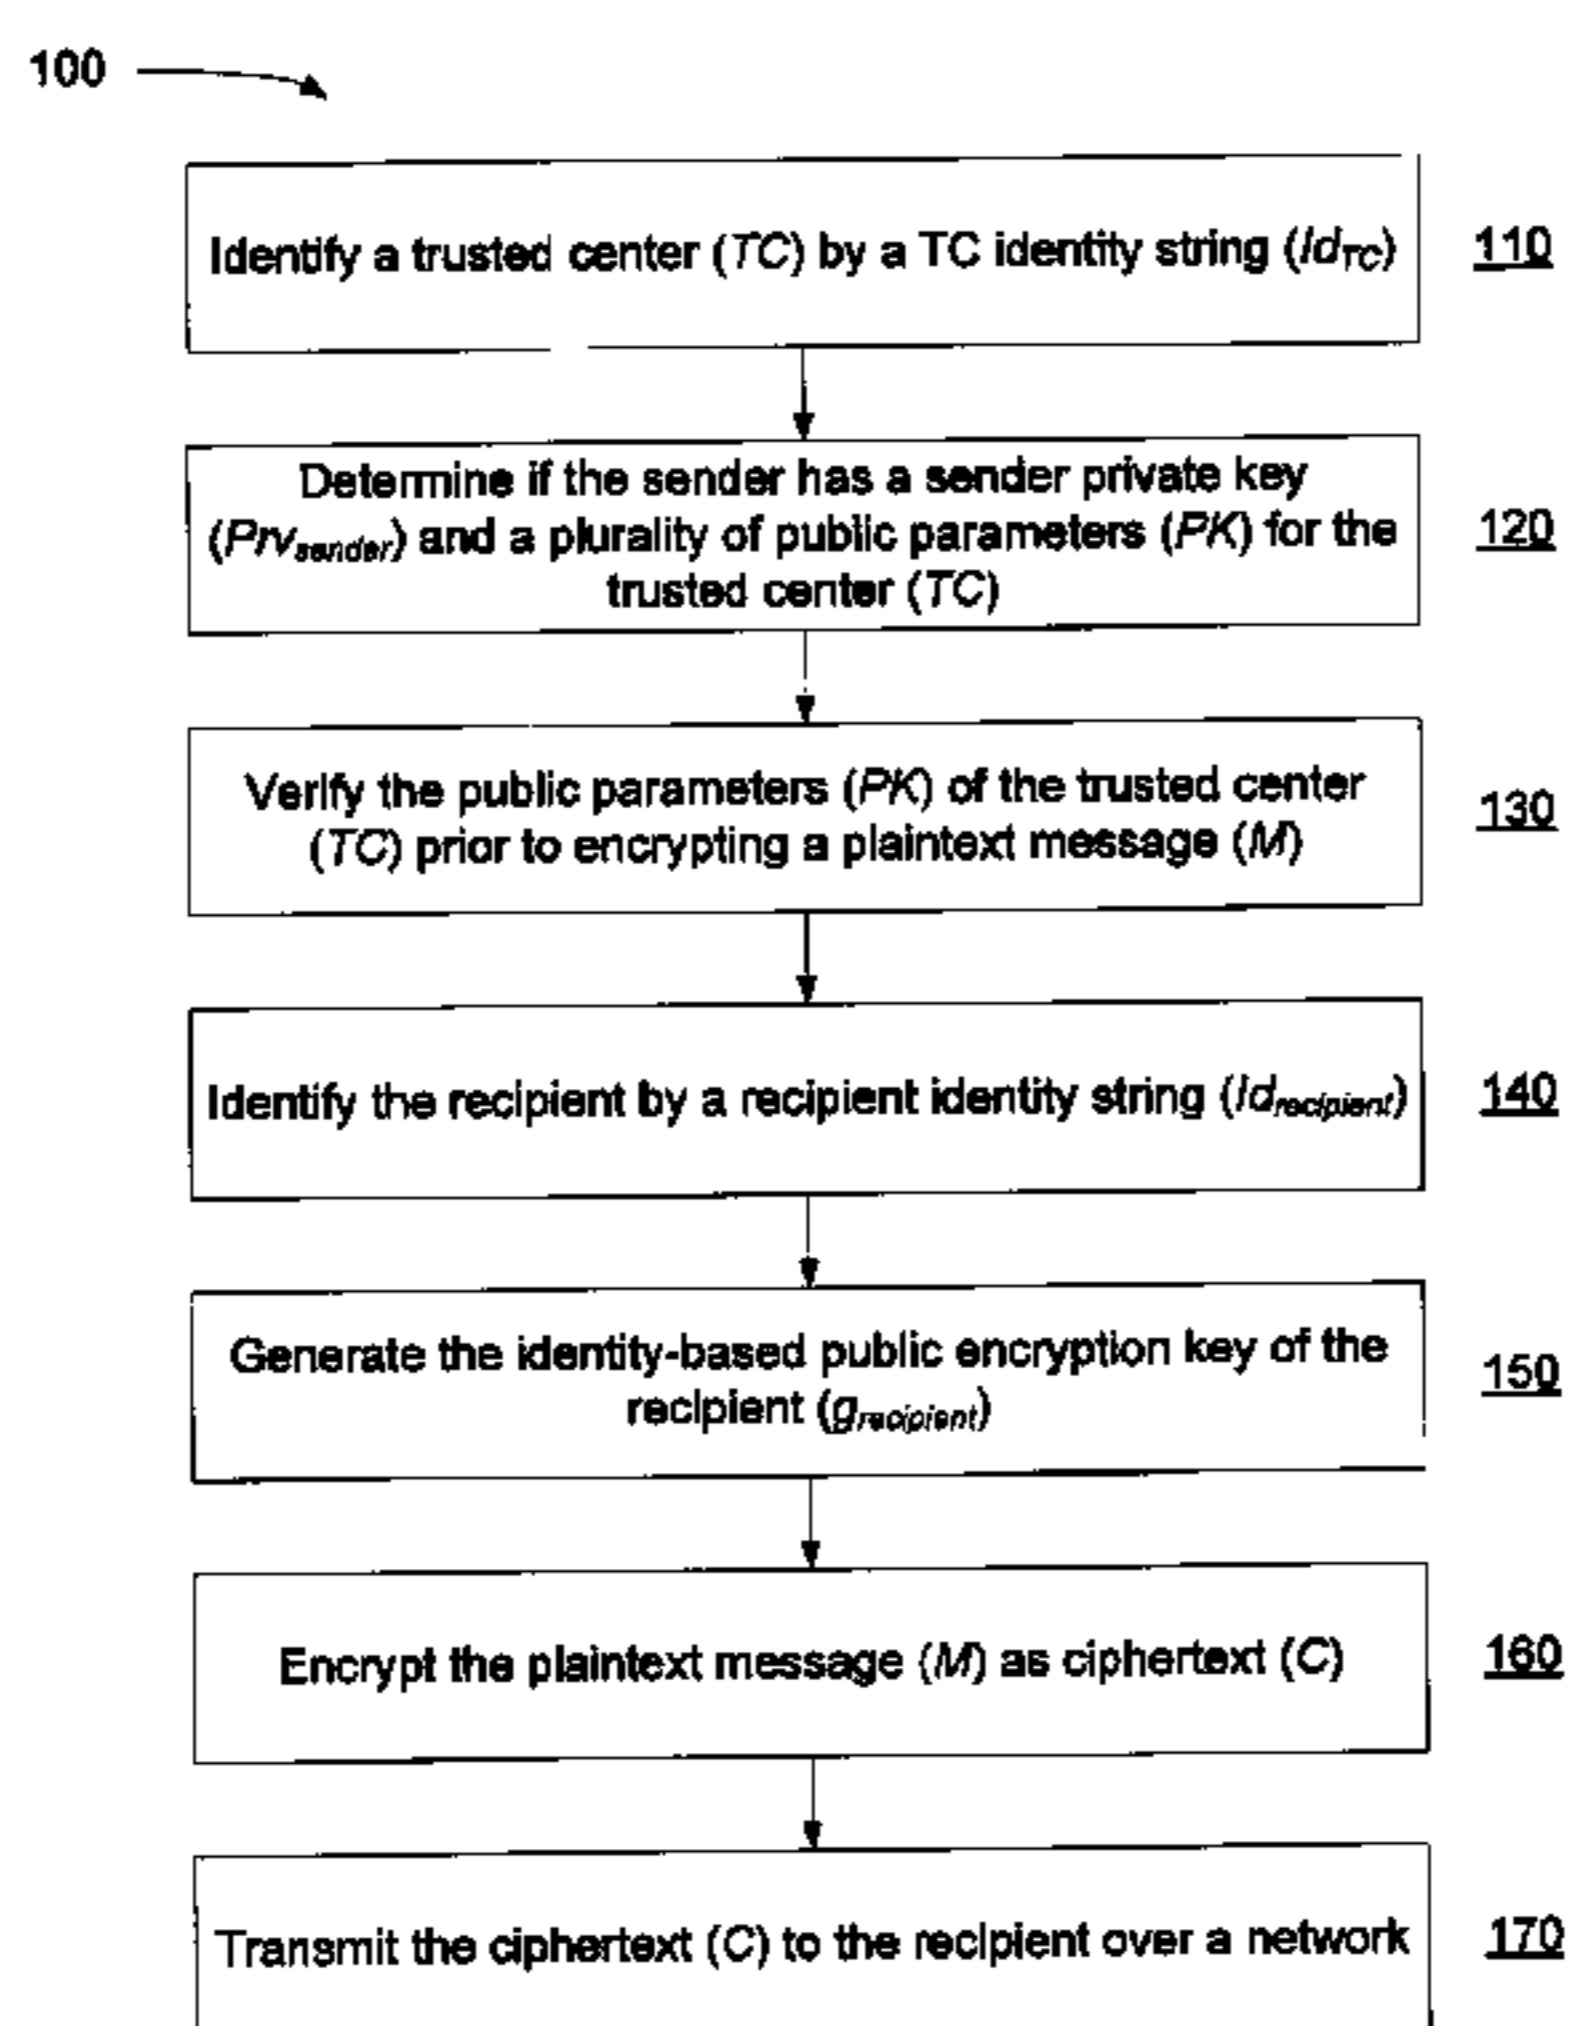 100
Identify a trusted center (TC) by a TC identity string (Id_TC)
110
Determine if the sender has a sender private key
(Prv_sender) and a plurality of public parameters (PK) for the
trusted center (TC)
120
Verify the public parameters (PK) of the trusted center
(TC) prior to encrypting a plaintext message (M)
130
Identify the recipient by a recipient identity string (Id_recipient)
140
Generate the identity-based public encryption key of the
recipient (g_recipient)
150
Encrypt the plaintext message (M) as ciphertext (C)
160
Transmit the ciphertext (C) to the recipient over a network
170